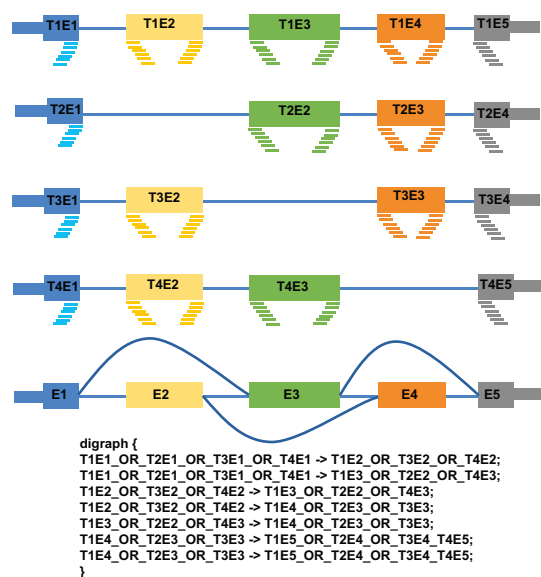 T1E1 T1E2 T1E3 T1E4 T1E5
T2E1 T2E2 T2E3 T2E4
T3E1 T3E2 T3E3 T3E4
T4E1 T4E2 T4E3 T4E5
E1 E2 E3 E4 E5
digraph {
T1E1_OR_T2E1_OR_T3E1_OR_T4E1 -> T1E2_OR_T3E2_OR_T4E2;
T1E1_OR_T2E1_OR_T3E1_OR_T4E1 -> T1E3_OR_T2E2_OR_T4E3;
T1E2_OR_T3E2_OR_T4E2 -> T1E3_OR_T2E2_OR_T4E3;
T1E2_OR_T3E2_OR_T4E2 -> T1E4_OR_T2E3_OR_T3E3;
T1E3_OR_T2E2_OR_T4E3 -> T1E4_OR_T2E3_OR_T3E3;
T1E4_OR_T2E3_OR_T3E3 -> T1E5_OR_T2E4_OR_T3E4_T4E5;
T1E4_OR_T2E3_OR_T3E3 -> T1E5_OR_T2E4_OR_T3E4_T4E5;
}